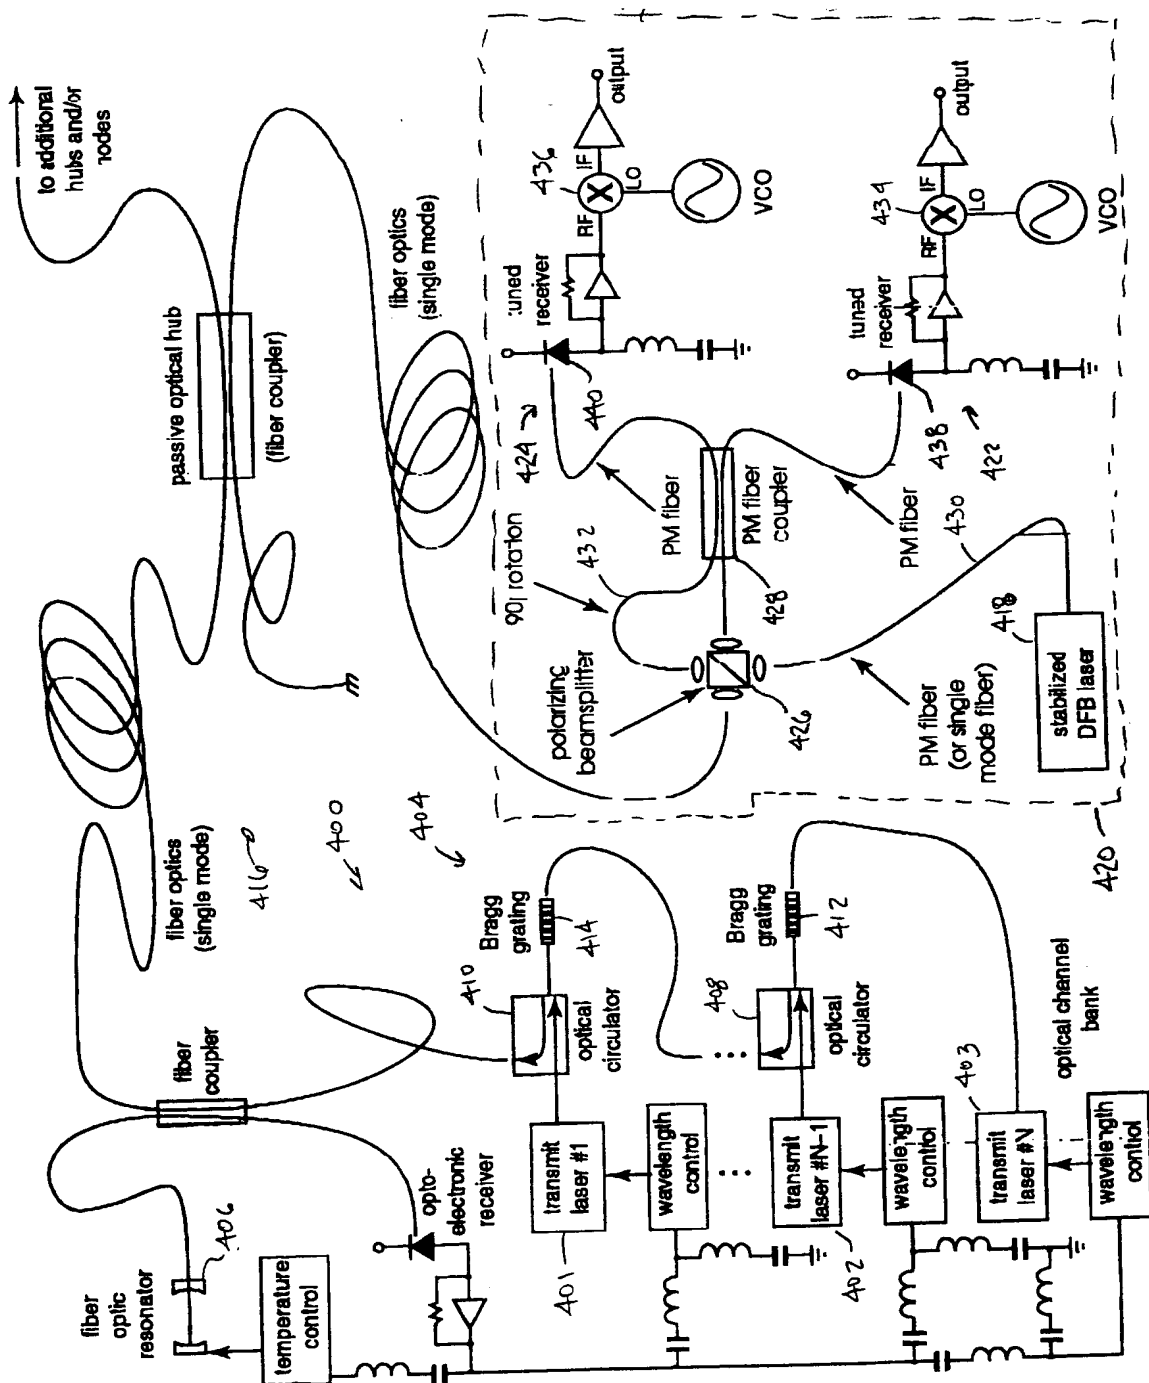 to additional
hubs and/or
nodes
passive optical hub
(fiber coupler)
fiber optics
(single mode)
fiber optics
(single mode)
416
400
404
fiber
coupler
fiber
optic
resonator
406
temperature
control
opto-
electronic
receiver
410
optical
circulator
Bragg
grating
414
transmit
laser #1
401
wavelength
control
...
...
408
optical
circulator
Bragg
grating
412
transmit
laser #N-1
402
wavelength
control
403
transmit
laser #N
wavelength
control
optical channel
bank
420
polarizing
beamsplitter
426
90| rotation
432
PM fiber
PM fiber
coupler
428
PM fiber
430
PM fiber
(or single
mode fiber)
418
stabilized
DFB laser
424
tuned
receiver
440
RF
436
IF
LO
VCO
output
422
438
tuned
receiver
RF
434
IF
LO
VCO
output